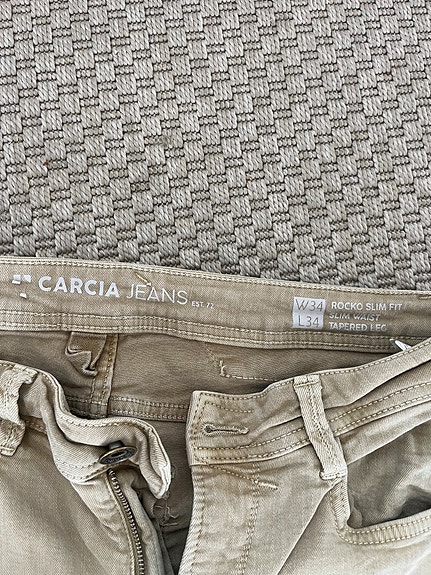 CARCIA JEANS EST. 72
W34
L34
ROCKO SLIM FIT
SLIM WAIST
TAPERED LEG